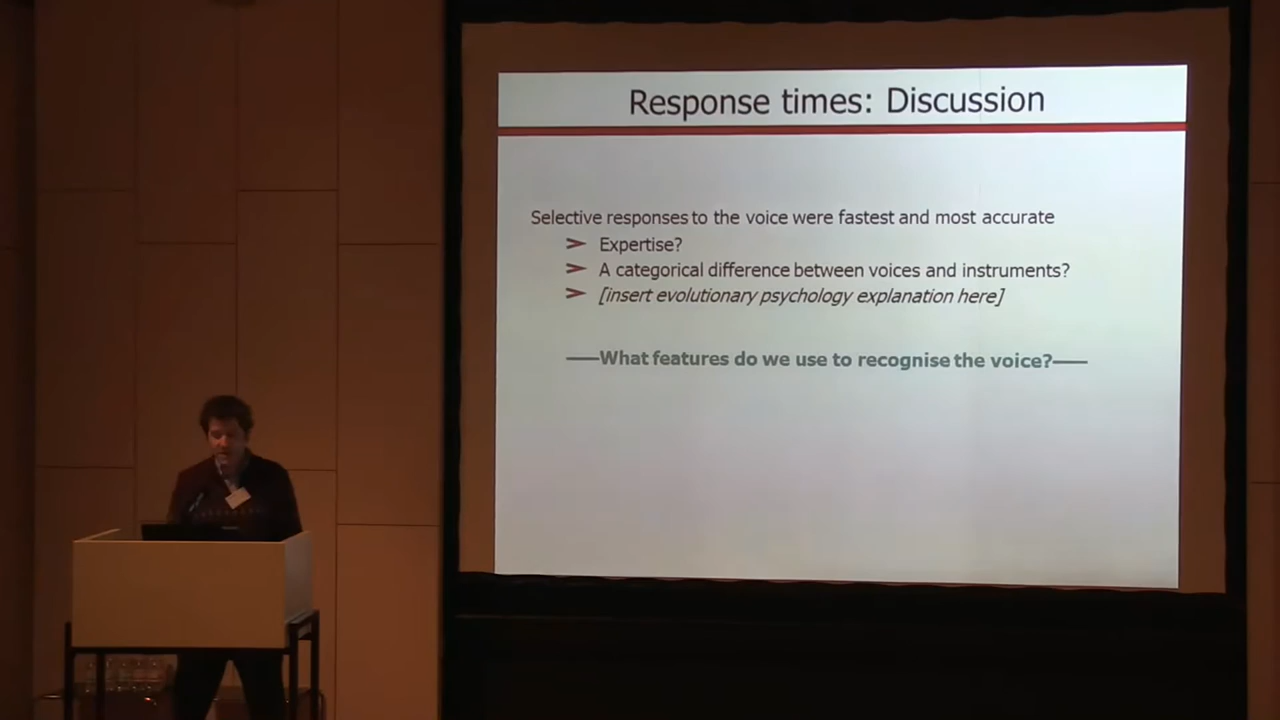 Response times: Discussion
Selective responses to the voice were fastest and most accurate
➢ Expertise?
➢ A categorical difference between voices and instruments?
➢ [insert evolutionary psychology explanation here]
——What features do we use to recognise the voice?——